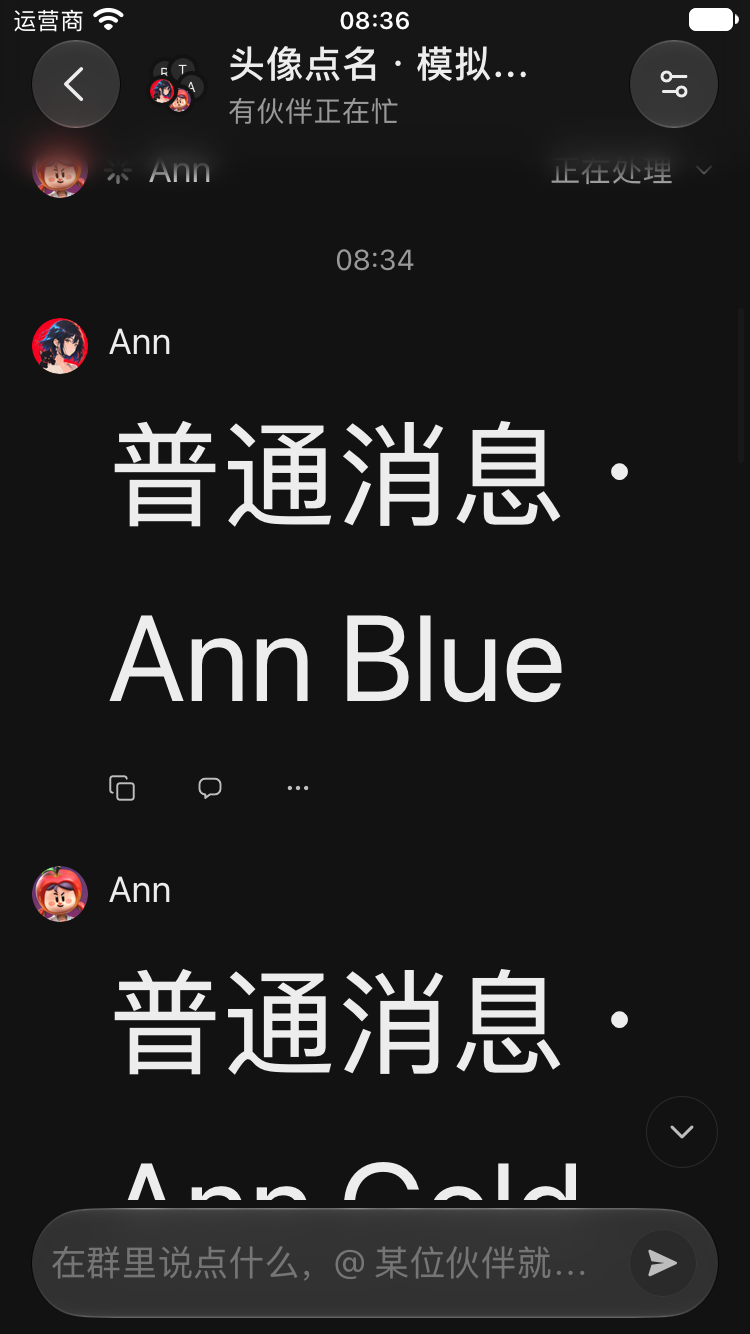 运营商
08:36
头像点名 · 模拟...
有伙伴正在忙
Ann
正在处理
08:34
Ann
普通消息 ·
Ann Blue
Ann
普通消息 ·
Ann Gold
在群里说点什么，@ 某位伙伴就...